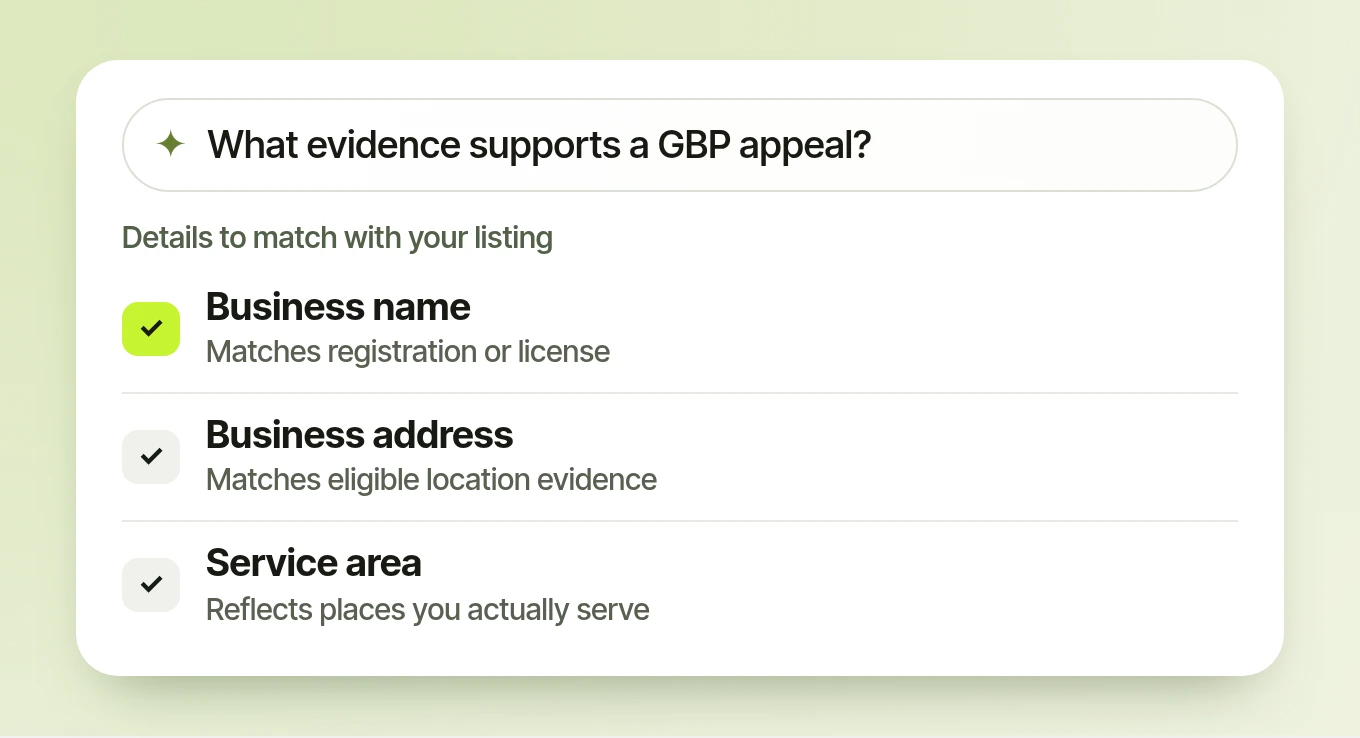 What evidence supports a GBP appeal?
Details to match with your listing
Business name
Matches registration or license
Business address
Matches eligible location evidence
Service area
Reflects places you actually serve